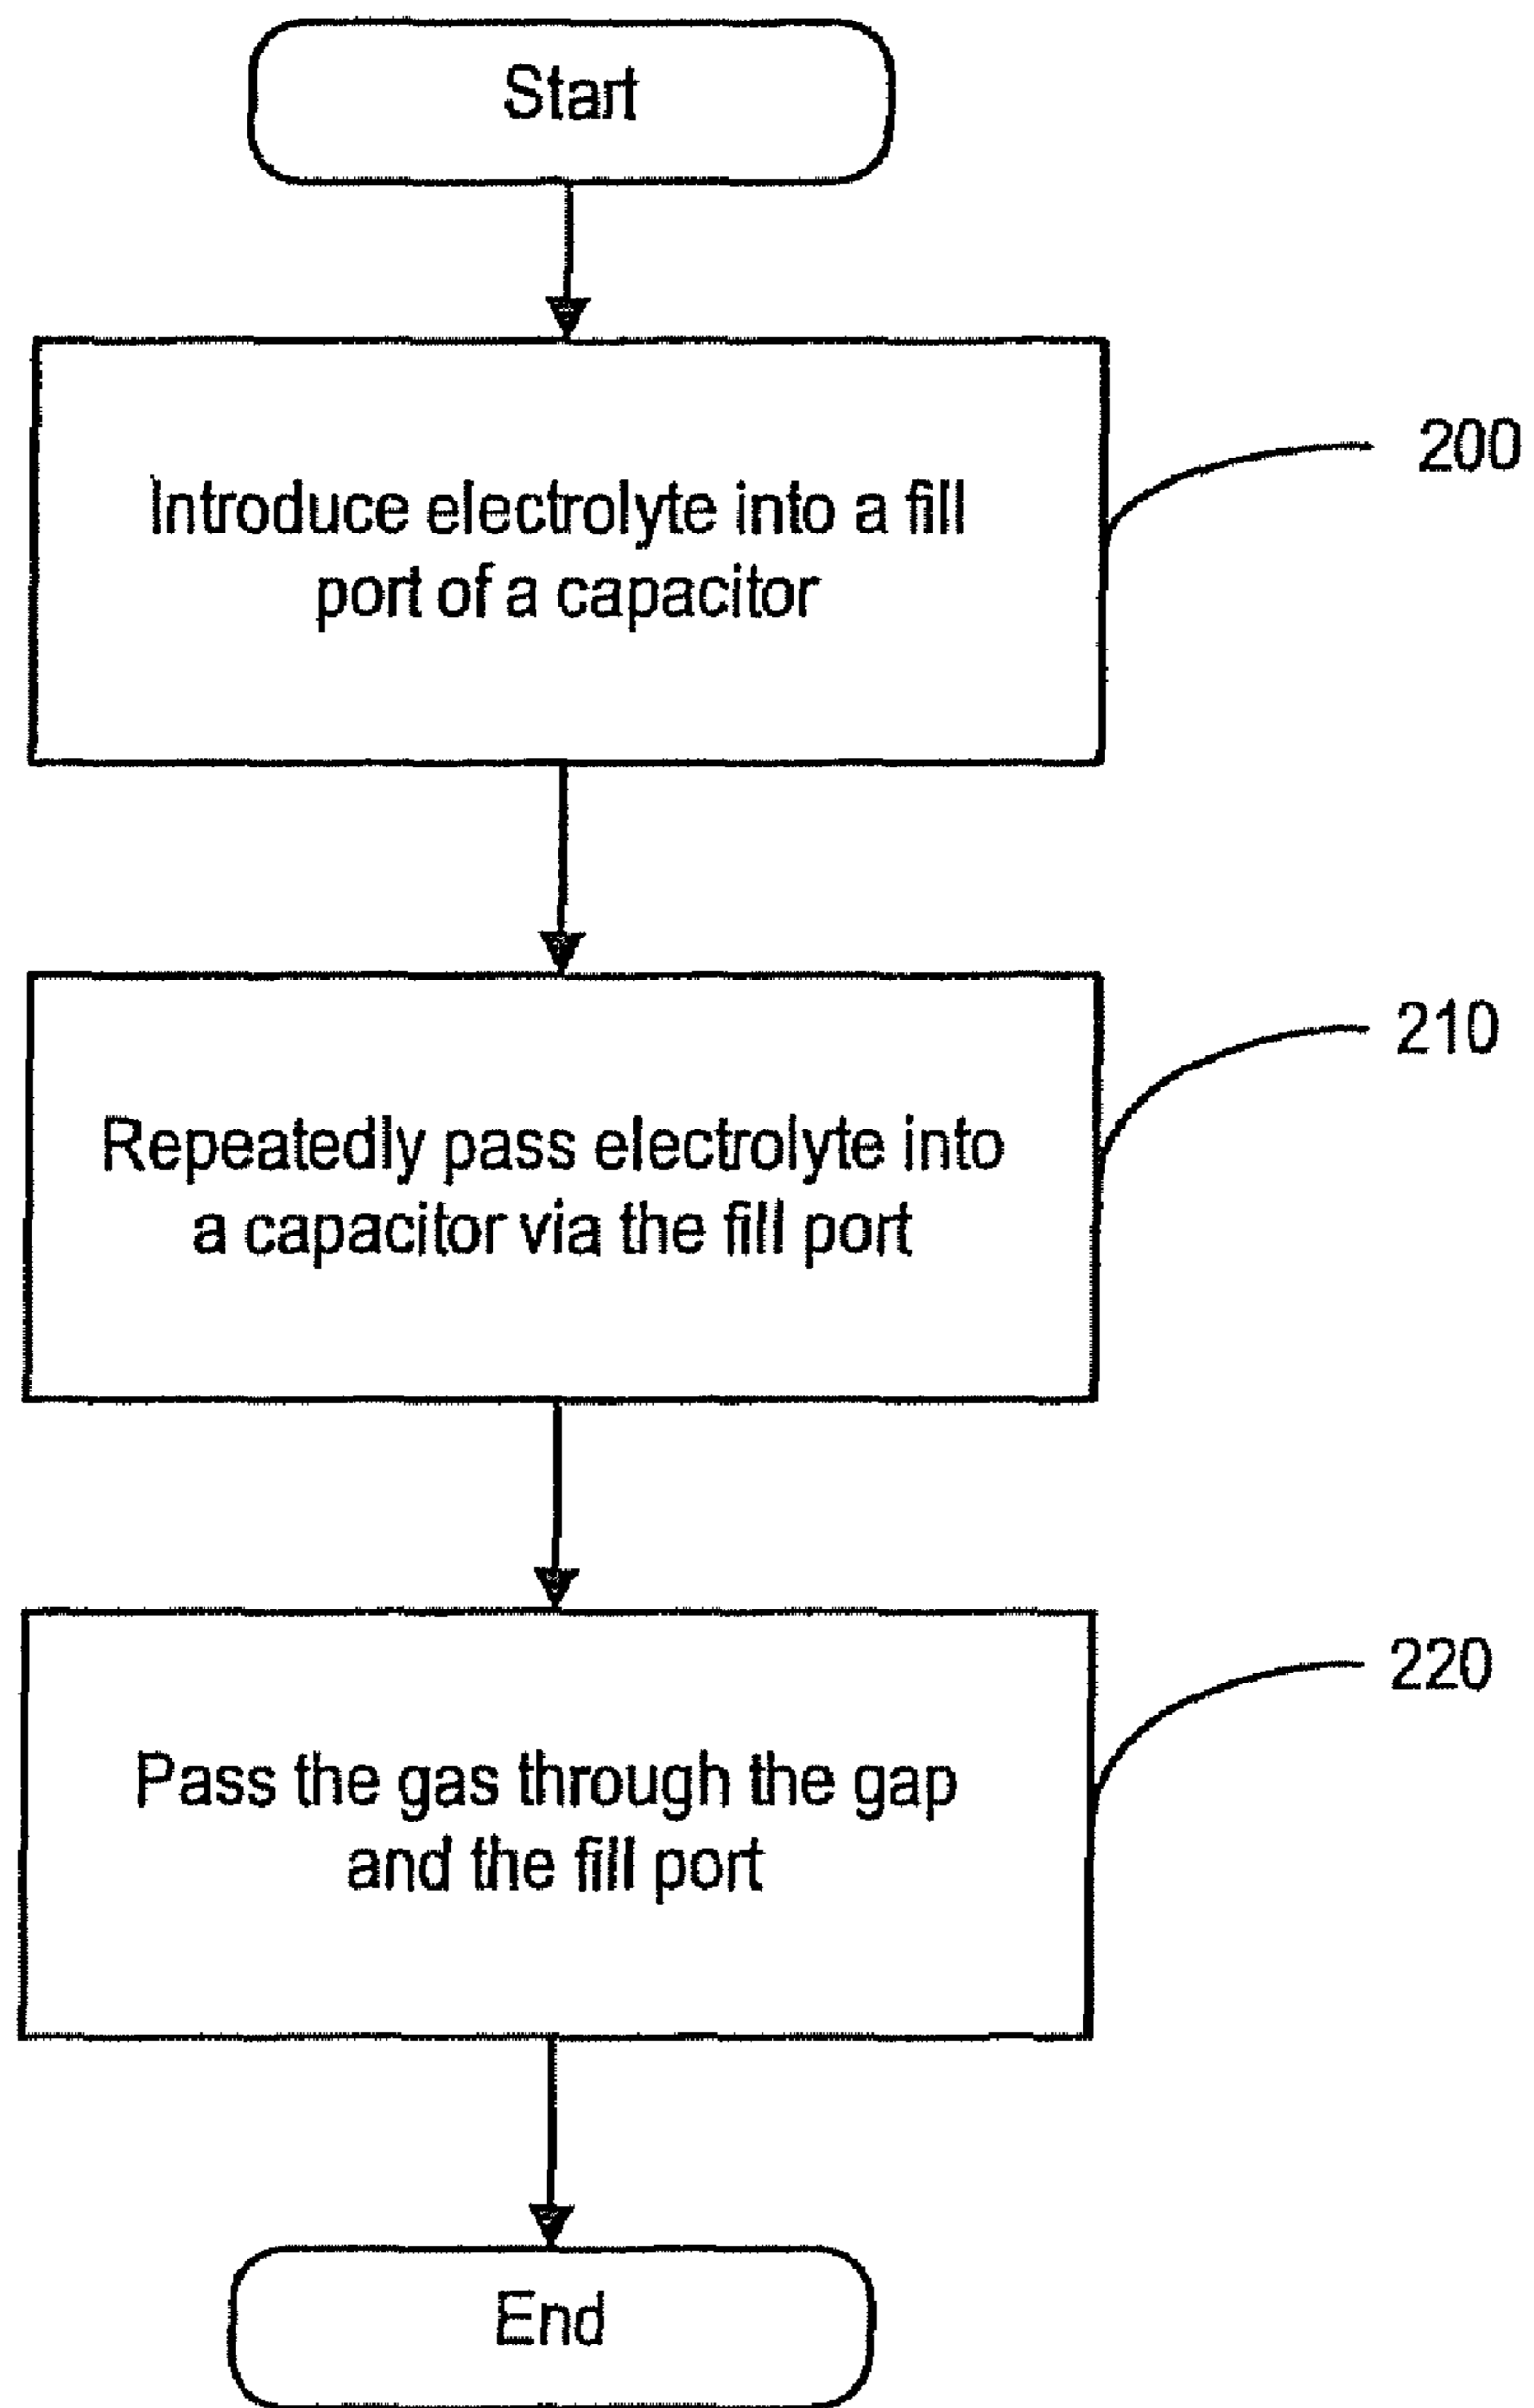 Start
Introduce electrolyte into a fill
port of a capacitor
200
Repeatedly pass electrolyte into
a capacitor via the fill port
210
Pass the gas through the gap
and the fill port
220
End